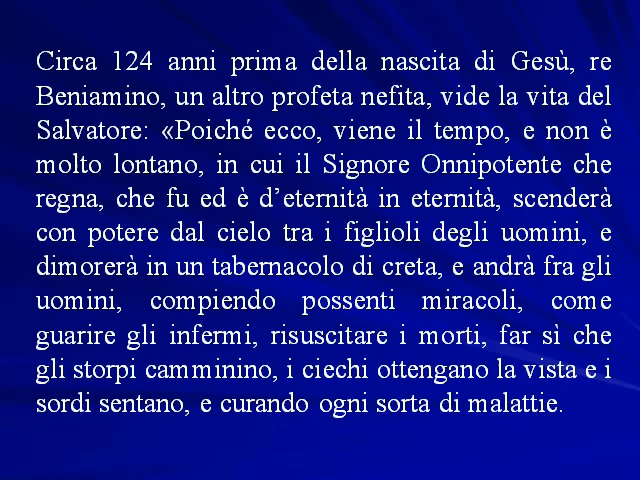 Circa 124 anni prima della nascita di Gesù, re
Beniamino, un altro profeta nefita, vide la vita del
Salvatore: «Poiché ecco, viene il tempo, e non è
molto lontano, in cui il Signore Onnipotente che
regna, che fu ed è d’eternità in eternità, scenderà
con potere dal cielo tra i figlioli degli uomini, e
dimorerà in un tabernacolo di creta, e andrà fra gli
uomini, compiendo possenti miracoli, come
guarire gli infermi, risuscitare i morti, far sì che
gli storpi camminino, i ciechi ottengano la vista e i
sordi sentano, e curando ogni sorta di malattie.